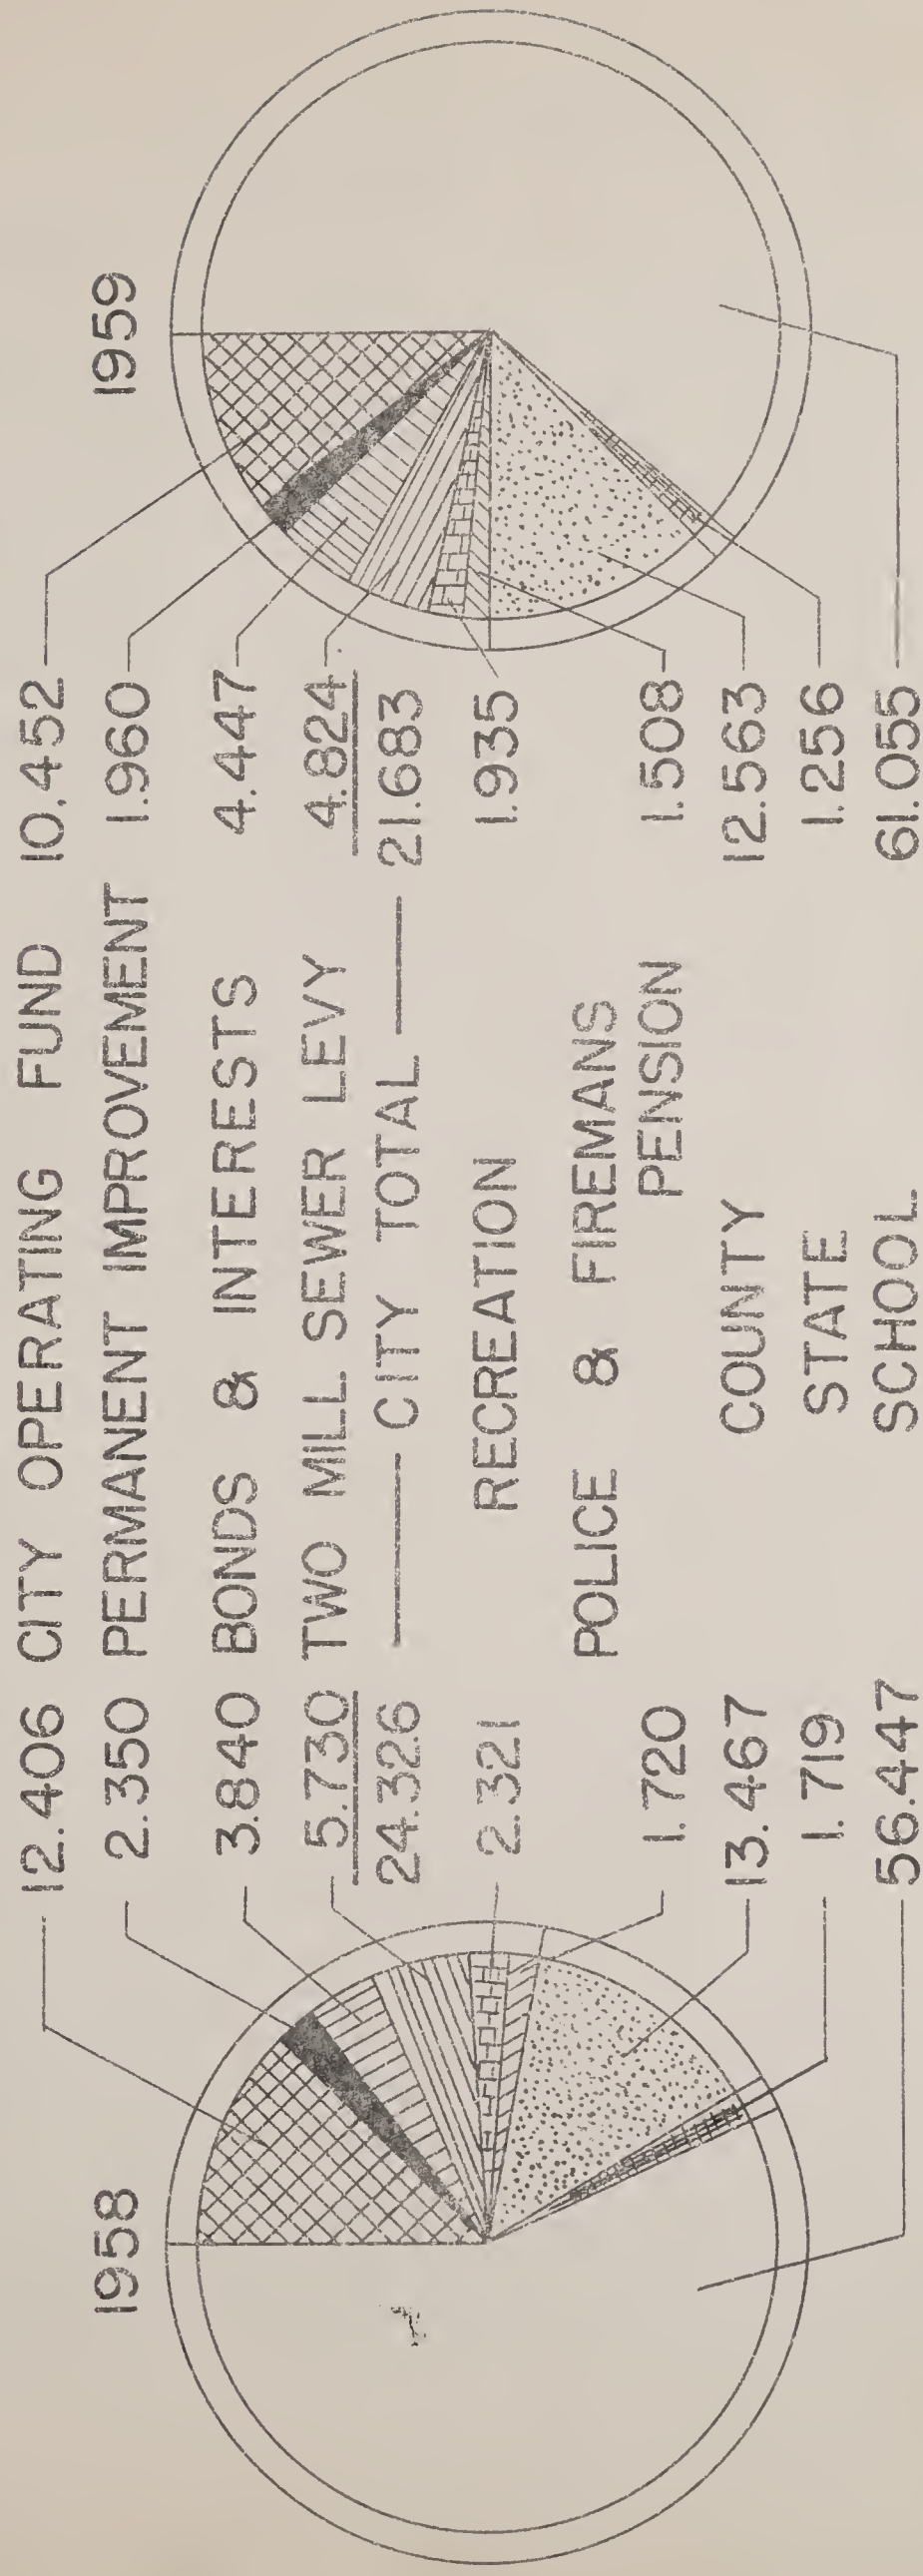 1958
1959
12.406 CITY OPERATING FUND 10.452
2.350 PERMANENT IMPROVEMENT 1.960
3.840 BONDS & INTERESTS 4.447
5.730 TWO MILL SEWER LEVY 4.824
24.326 CITY TOTAL 21.683
2.321 RECREATION 1.935
POLICE & FIREMANS
1.720 PENSION 1.508
13.467 COUNTY 12.563
1.719 STATE 1.256
56.447 SCHOOL 61.055